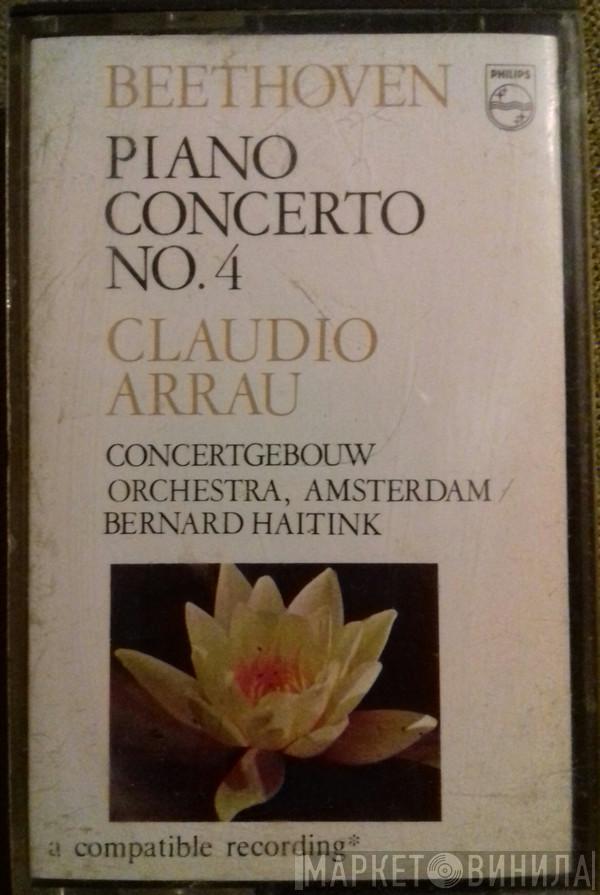 BEETHOVEN
PHILIPS
PIANO
CONCERTO
NO. 4
CLAUDIO
ARRAU
CONCERTGEBOUW
ORCHESTRA, AMSTERDAM /
BERNARD HAITINK
a compatible recording*
МАРКЕТ ВИНИЛА